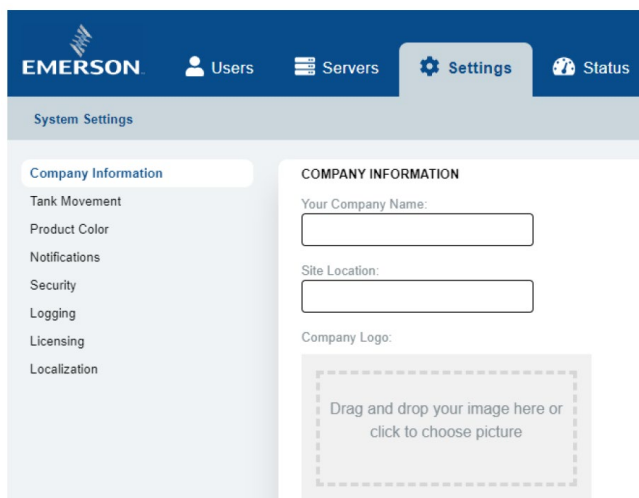 EMERSON
Users
Servers
Settings
Status
System Settings
Company Information
Tank Movement
Product Color
Notifications
Security
Logging
Licensing
Localization
COMPANY INFORMATION
Your Company Name:
Site Location:
Company Logo:
Drag and drop your image here or
click to choose picture